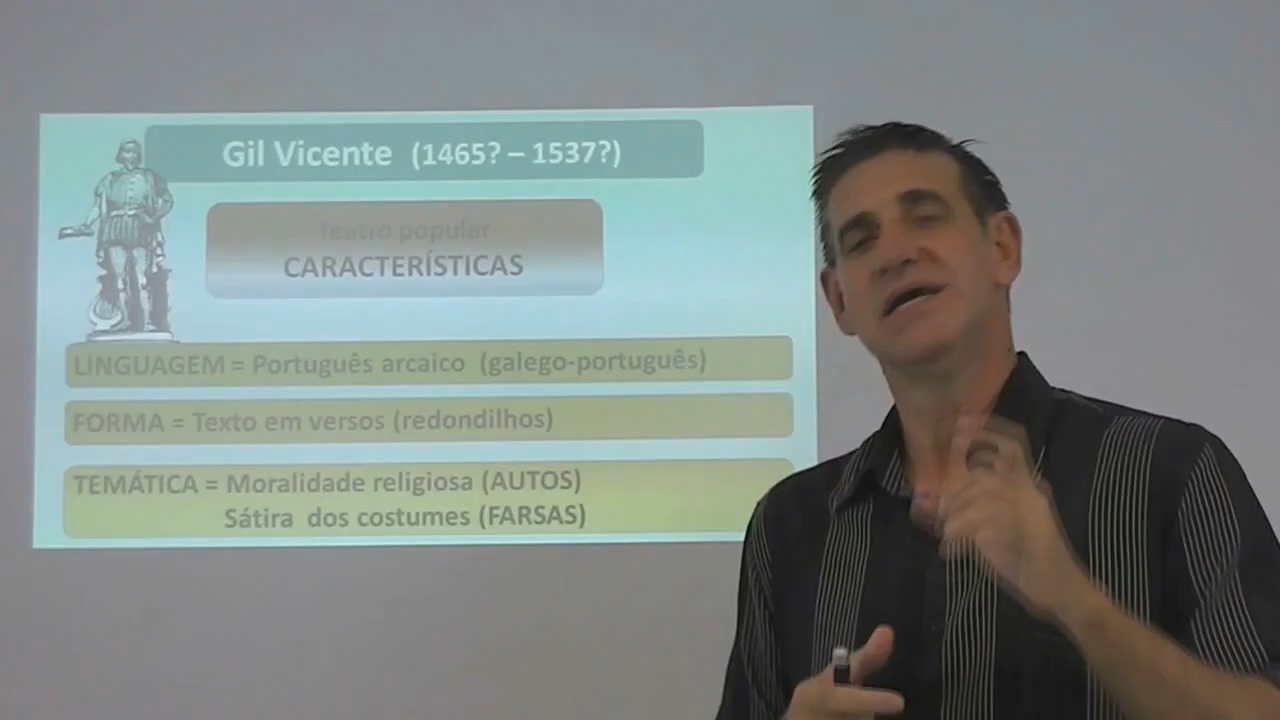 Gil Vicente (1465? – 1537?)
Teatro popular
CARACTERÍSTICAS
LINGUAGEM = Português arcaico (galego-português)
FORMA = Texto em versos (redondilhos)
TEMÁTICA = Moralidade religiosa (AUTOS)
Sátira dos costumes (FARSAS)